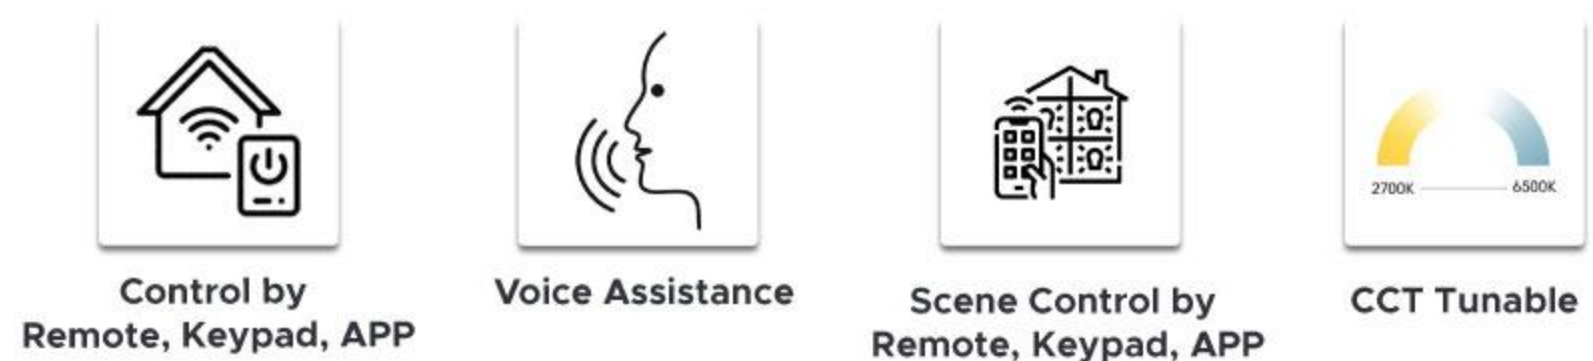 2700K
6500K
Control by
Remote, Keypad, APP
Voice Assistance
Scene Control by
Remote, Keypad, APP
CCT Tunable